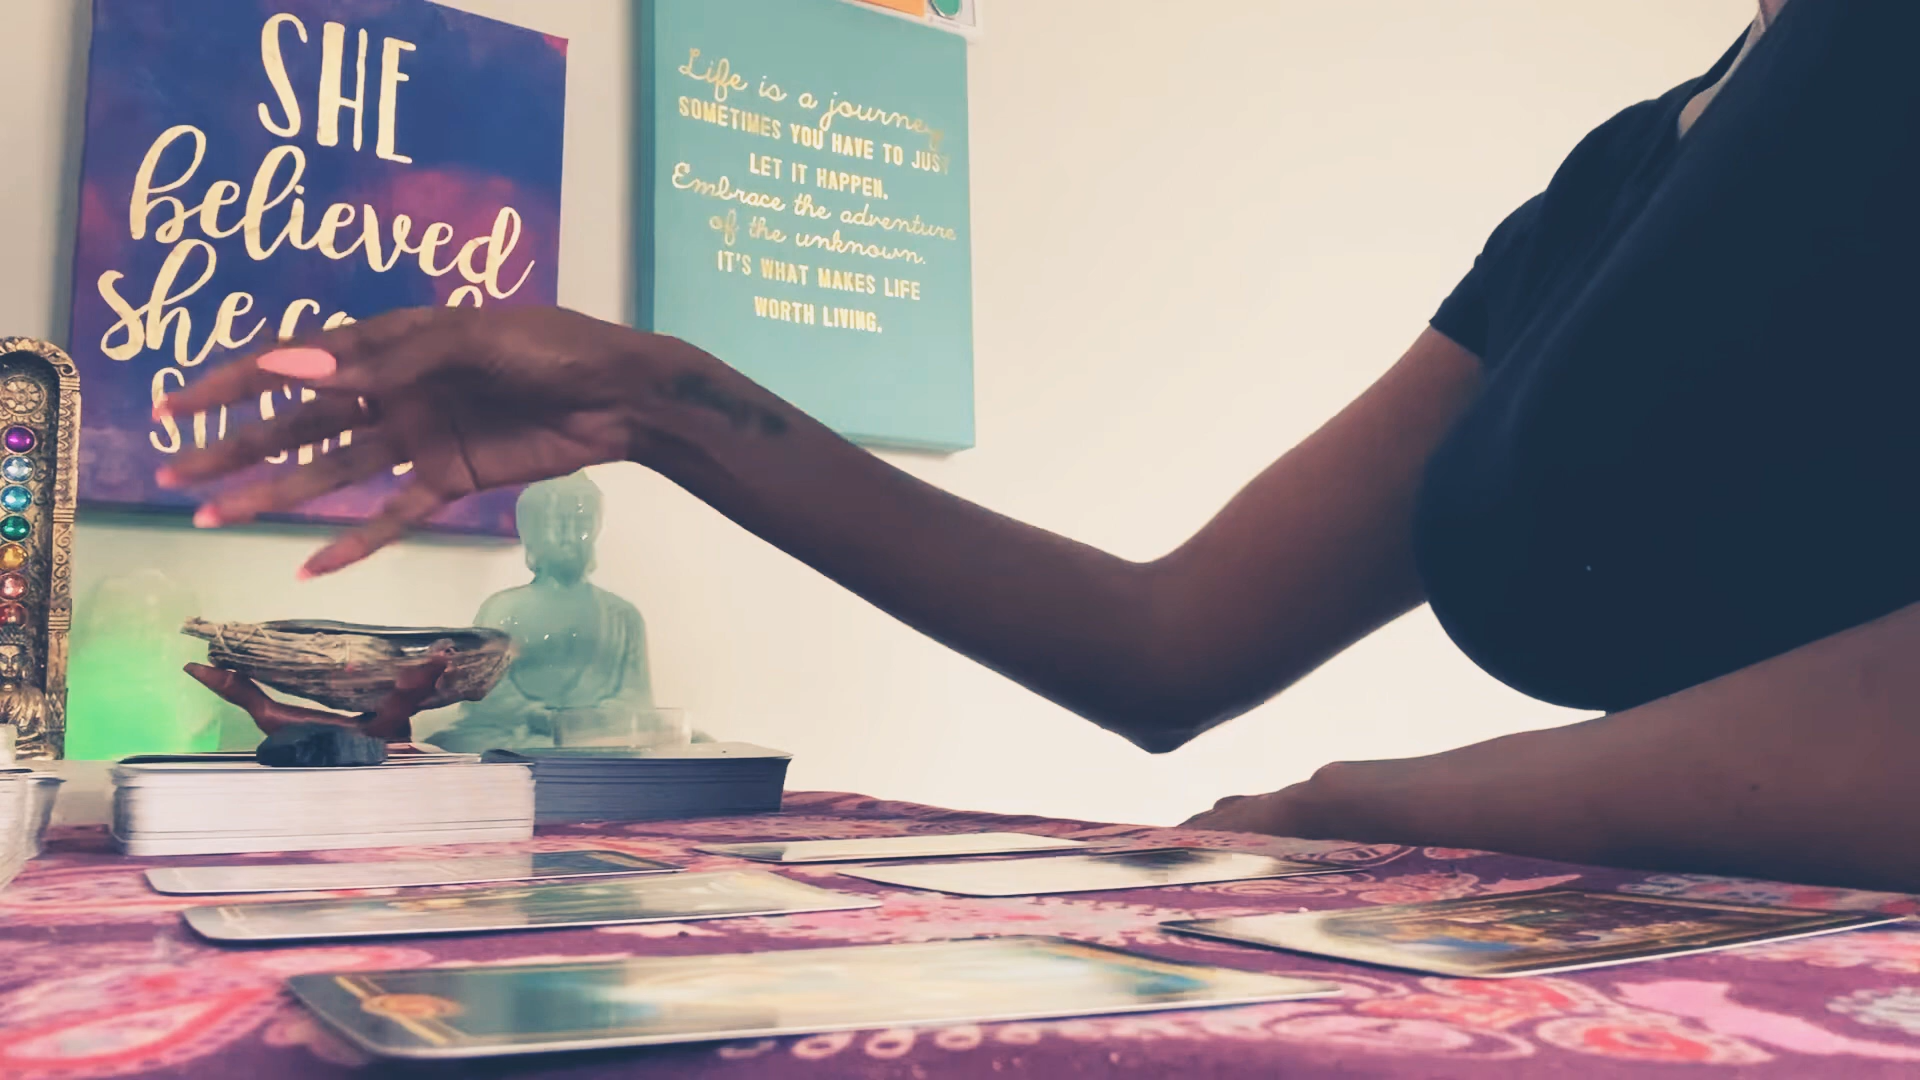 SHE
believed
she
Life is a journey
SOMETIMES YOU HAVE TO JUST
LET IT HAPPEN.
Embrace the adventure
of the unknown.
IT'S WHAT MAKES LIFE
WORTH LIVING.